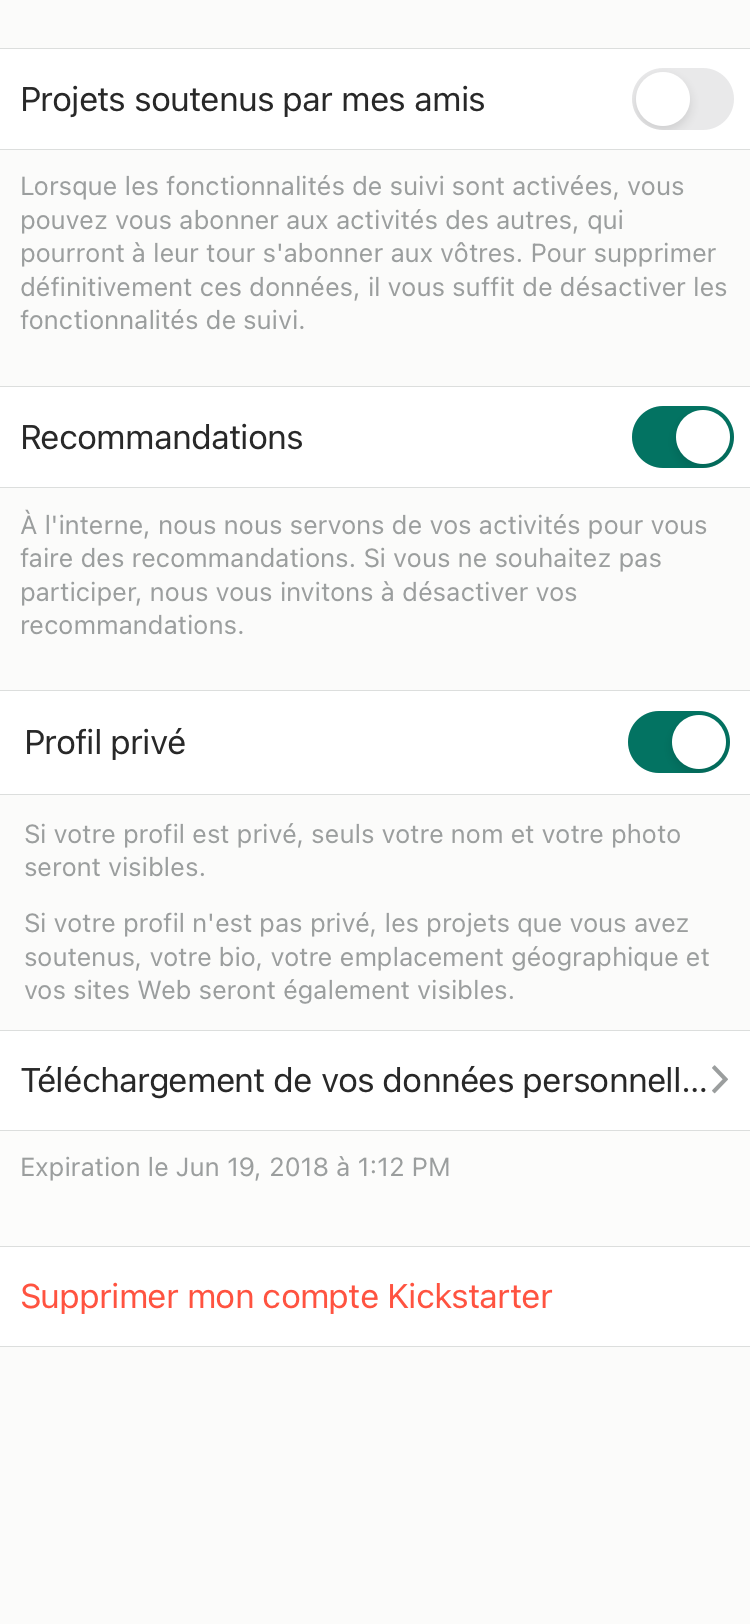 Projets soutenus par mes amis
Lorsque les fonctionnalités de suivi sont activées, vous
pouvez vous abonner aux activités des autres, qui
pourront à leur tour s'abonner aux vôtres. Pour supprimer
définitivement ces données, il vous suffit de désactiver les
fonctionnalités de suivi.
Recommandations
À l'interne, nous nous servons de vos activités pour vous
faire des recommandations. Si vous ne souhaitez pas
participer, nous vous invitons à désactiver vos
recommandations.
Profil privé
Si votre profil est privé, seuls votre nom et votre photo
seront visibles.
Si votre profil n'est pas privé, les projets que vous avez
soutenus, votre bio, votre emplacement géographique et
vos sites Web seront également visibles.
Téléchargement de vos données personnell...
Expiration le Jun 19, 2018 à 1:12 PM
Supprimer mon compte Kickstarter